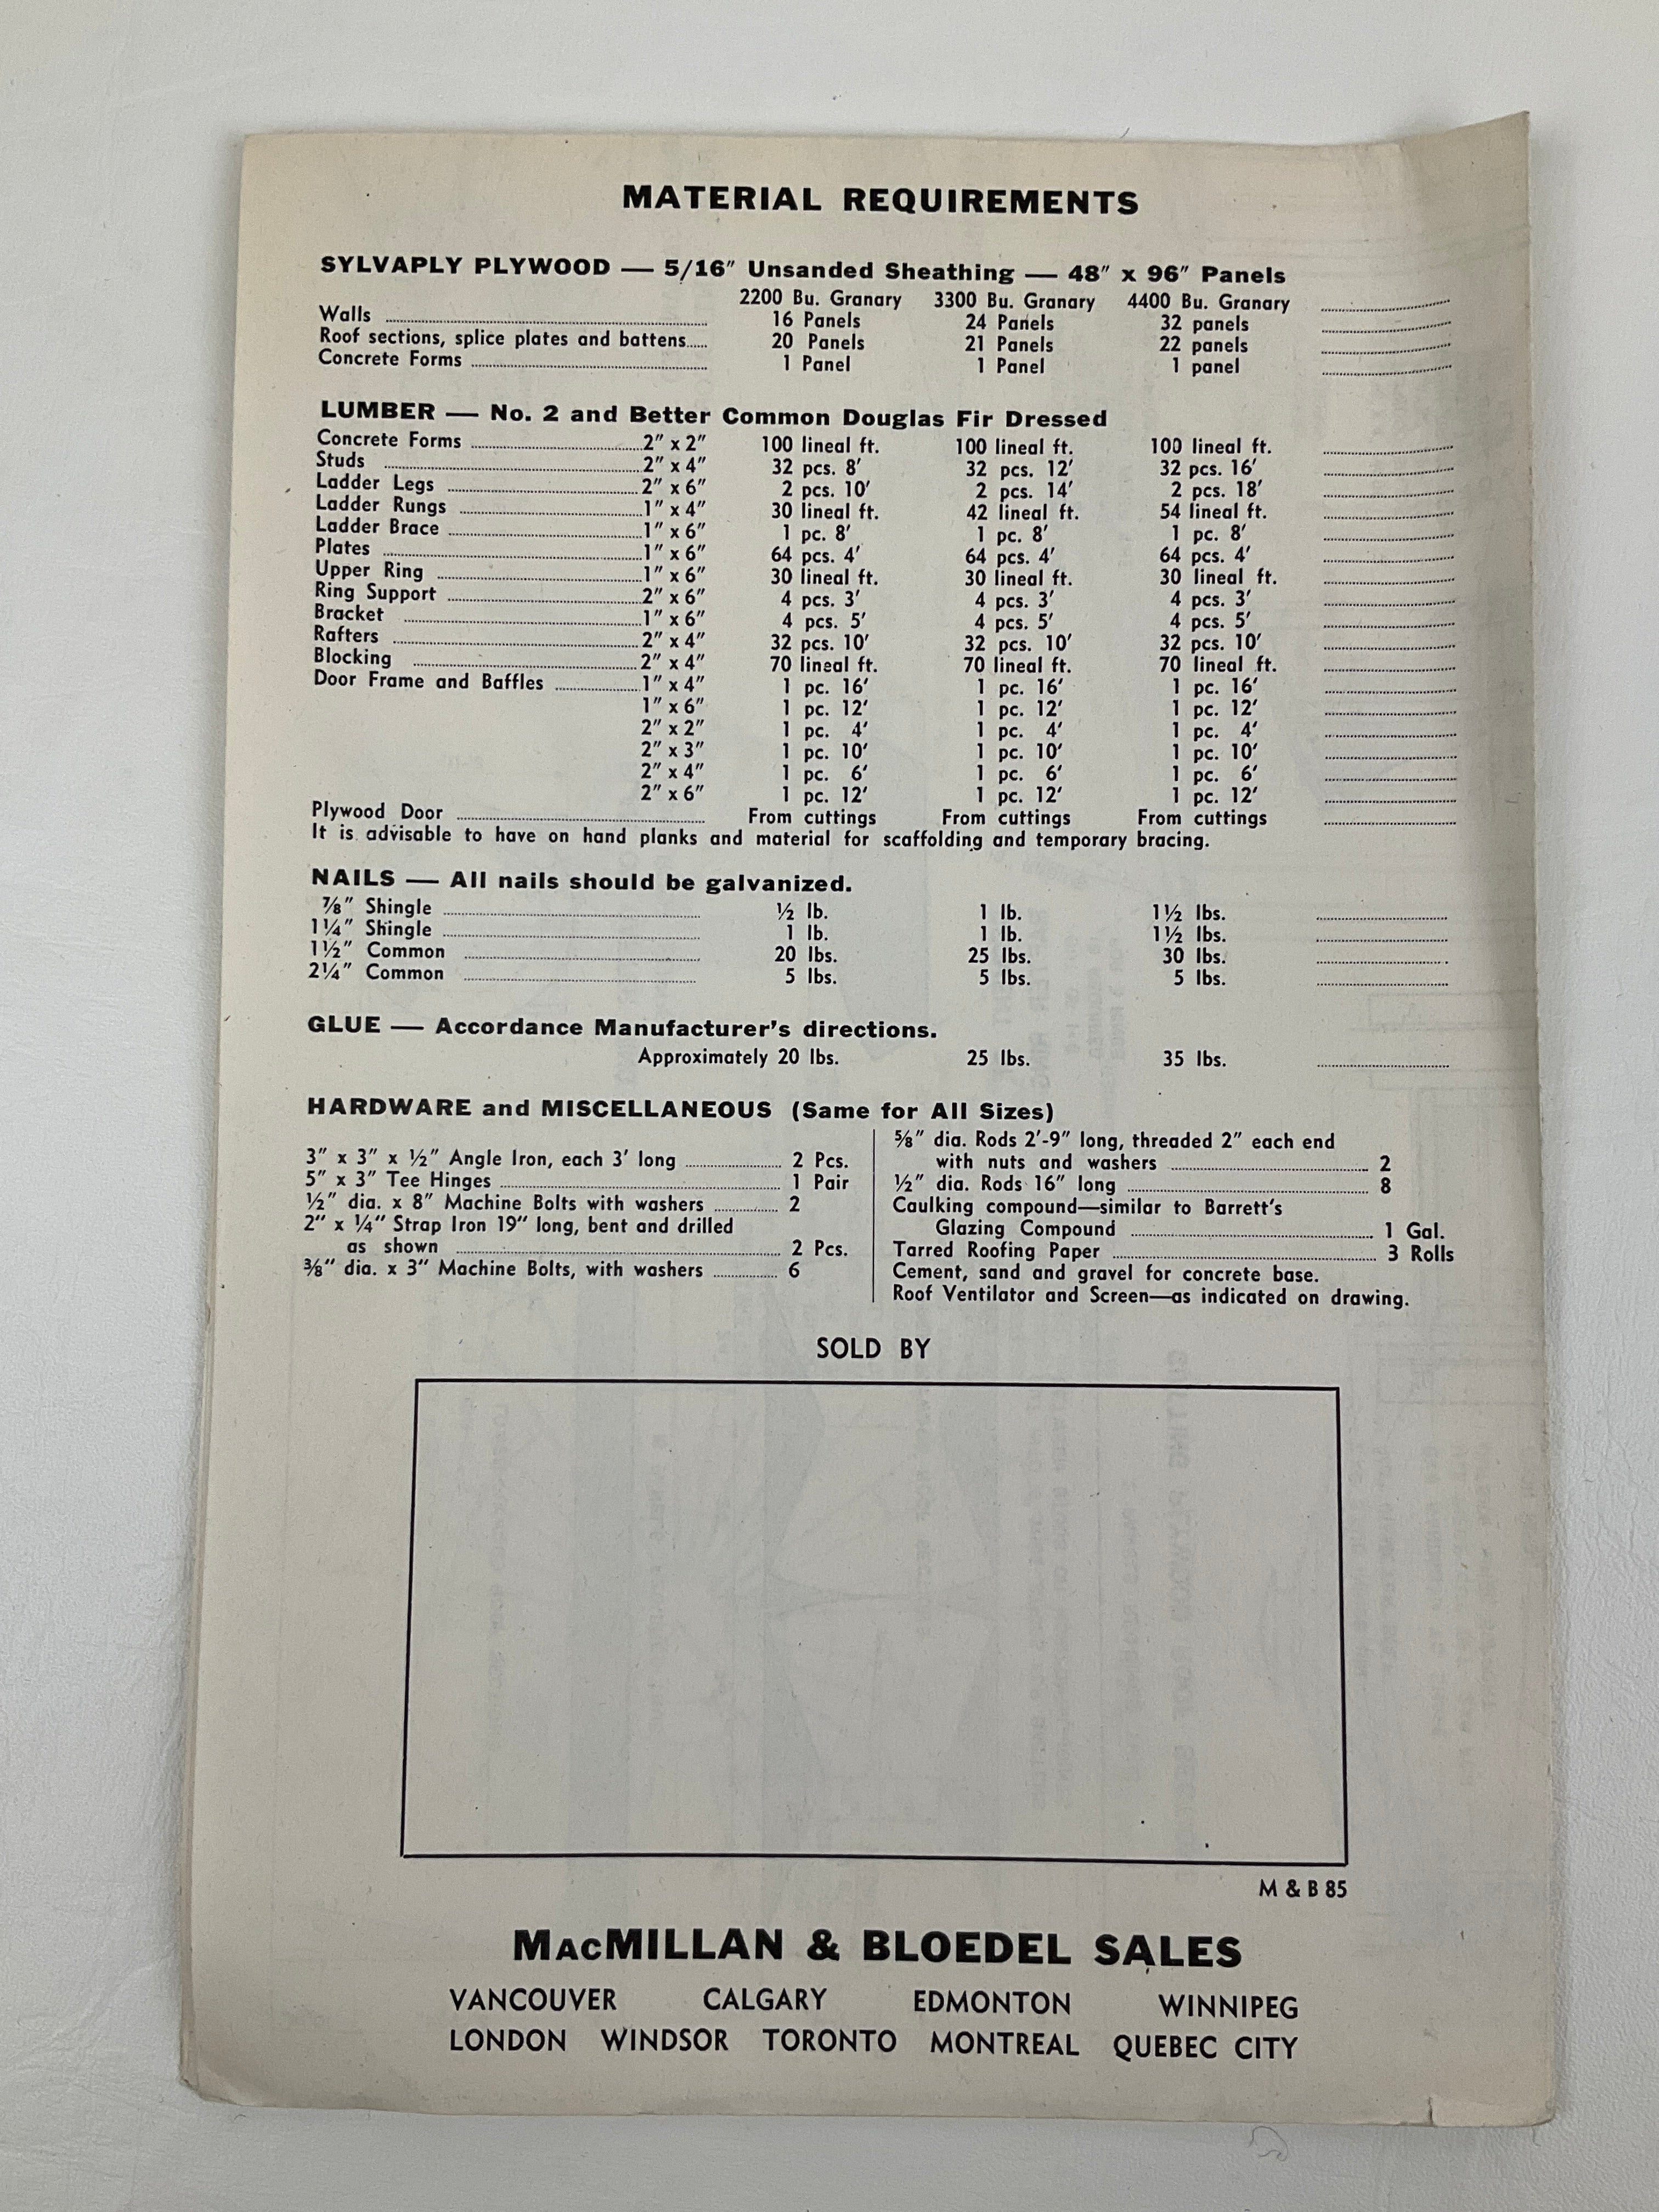 MATERIAL REQUIREMENTS
SYLVAPLY PLYWOOD — 5/16" Unsanded Sheathing — 48" x 96" Panels
2200 Bu. Granary 3300 Bu. Granary 4400 Bu. Granary
Walls 16 Panels 24 Panels 32 panels
Roof sections, splice plates and battens 20 Panels 21 Panels 22 panels
Concrete Forms 1 Panel 1 Panel 1 panel
LUMBER — No. 2 and Better Common Douglas Fir Dressed
Concrete Forms 2" x 2" 100 lineal ft. 100 lineal ft. 100 lineal ft.
Studs 2" x 4" 32 pcs. 8' 32 pcs. 12' 32 pcs. 16'
Ladder Legs 2" x 6" 2 pcs. 10' 2 pcs. 14' 2 pcs. 18'
Ladder Rungs 1" x 4" 30 lineal ft. 42 lineal ft. 54 lineal ft.
Ladder Brace 1" x 6" 1 pc. 8' 1 pc. 8' 1 pc. 8'
Plates 1" x 6" 64 pcs. 4' 64 pcs. 4' 64 pcs. 4'
Upper Ring 1" x 6" 30 lineal ft. 30 lineal ft. 30 lineal ft.
Ring Support 2" x 6" 4 pcs. 3' 4 pcs. 3' 4 pcs. 3'
Bracket 1" x 6" 4 pcs. 5' 4 pcs. 5' 4 pcs. 5'
Rafters 2" x 4" 32 pcs. 10' 32 pcs. 10' 32 pcs. 10'
Blocking 2" x 4" 70 lineal ft. 70 lineal ft. 70 lineal ft.
Door Frame and Baffles 1" x 4" 1 pc. 16' 1 pc. 16' 1 pc. 16'
1" x 6" 1 pc. 12' 1 pc. 12' 1 pc. 12'
2" x 2" 1 pc. 4' 1 pc. 4' 1 pc. 4'
2" x 3" 1 pc. 10' 1 pc. 10' 1 pc. 10'
2" x 4" 1 pc. 6' 1 pc. 6' 1 pc. 6'
2" x 6" 1 pc. 12' 1 pc. 12' 1 pc. 12'
Plywood Door From cuttings From cuttings From cuttings
It is advisable to have on hand planks and material for scaffolding and temporary bracing.
NAILS — All nails should be galvanized.
⅞" Shingle ½ lb. 1 lb. 1½ lbs.
1¼" Shingle 1 lb. 1 lb. 1½ lbs.
1½" Common 20 lbs. 25 lbs. 30 lbs.
2¼" Common 5 lbs. 5 lbs. 5 lbs.
GLUE — Accordance Manufacturer's directions.
Approximately 20 lbs. 25 lbs. 35 lbs.
HARDWARE and MISCELLANEOUS (Same for All Sizes)
3" x 3" x ½" Angle Iron, each 3' long 2 Pcs.
5" x 3" Tee Hinges 1 Pair
½" dia. x 8" Machine Bolts with washers 2
2" x ¼" Strap Iron 19" long, bent and drilled
as shown 2 Pcs.
⅜" dia. x 3" Machine Bolts, with washers 6
⅝" dia. Rods 2'-9" long, threaded 2" each end
with nuts and washers 2
½" dia. Rods 16" long 8
Caulking compound—similar to Barrett's
Glazing Compound 1 Gal.
Tarred Roofing Paper 3 Rolls
Cement, sand and gravel for concrete base.
Roof Ventilator and Screen—as indicated on drawing.
SOLD BY
M & B 85
MacMILLAN & BLOEDEL SALES
VANCOUVER CALGARY EDMONTON WINNIPEG
LONDON WINDSOR TORONTO MONTREAL QUEBEC CITY